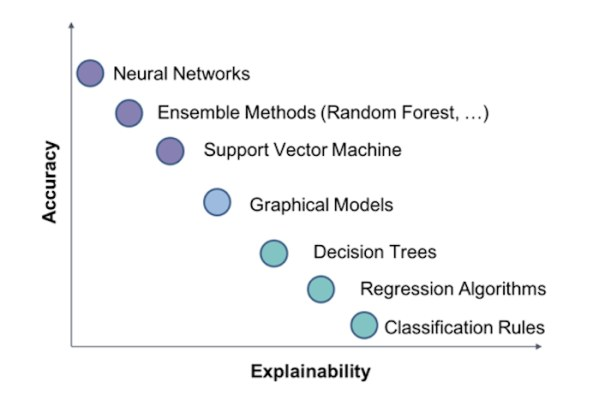 Neural Networks
Ensemble Methods (Random Forest, …)
Support Vector Machine
Graphical Models
Decision Trees
Regression Algorithms
Classification Rules
Accuracy
Explainability